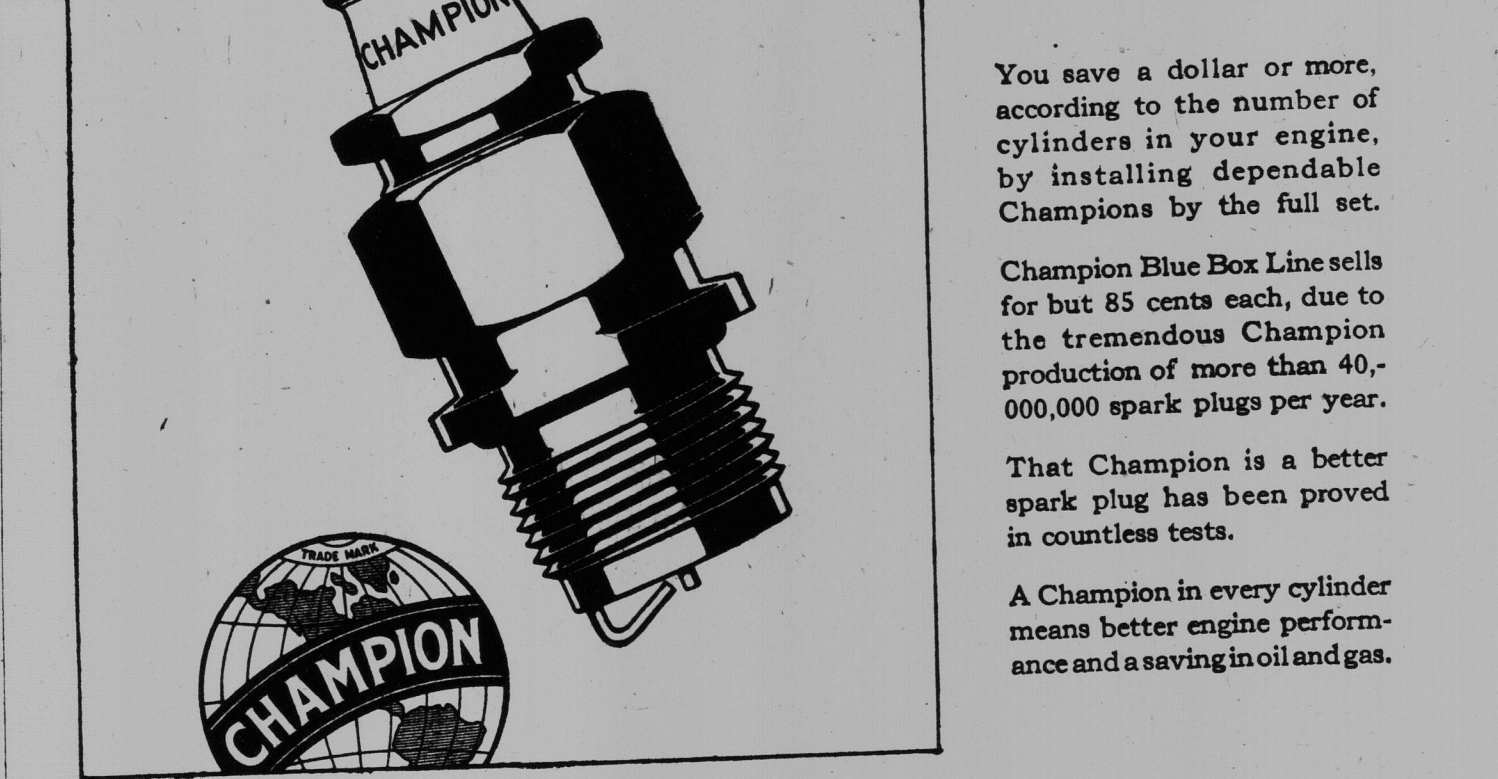 CHAMPION
You save a dollar or more,
according to the number of
cylinders in your engine,
by installing dependable
Champions by the full set.
Champion Blue Box Line sells
for but 85 cents each, due to
the tremendous Champion
production of more than 40,-
000,000 spark plugs per year.
That Champion is a better
spark plug has been proved
in countless tests.
A Champion in every cylinder
means better engine perform-
ance and a saving in oil and gas.
TRADE MARK
CHAMPION